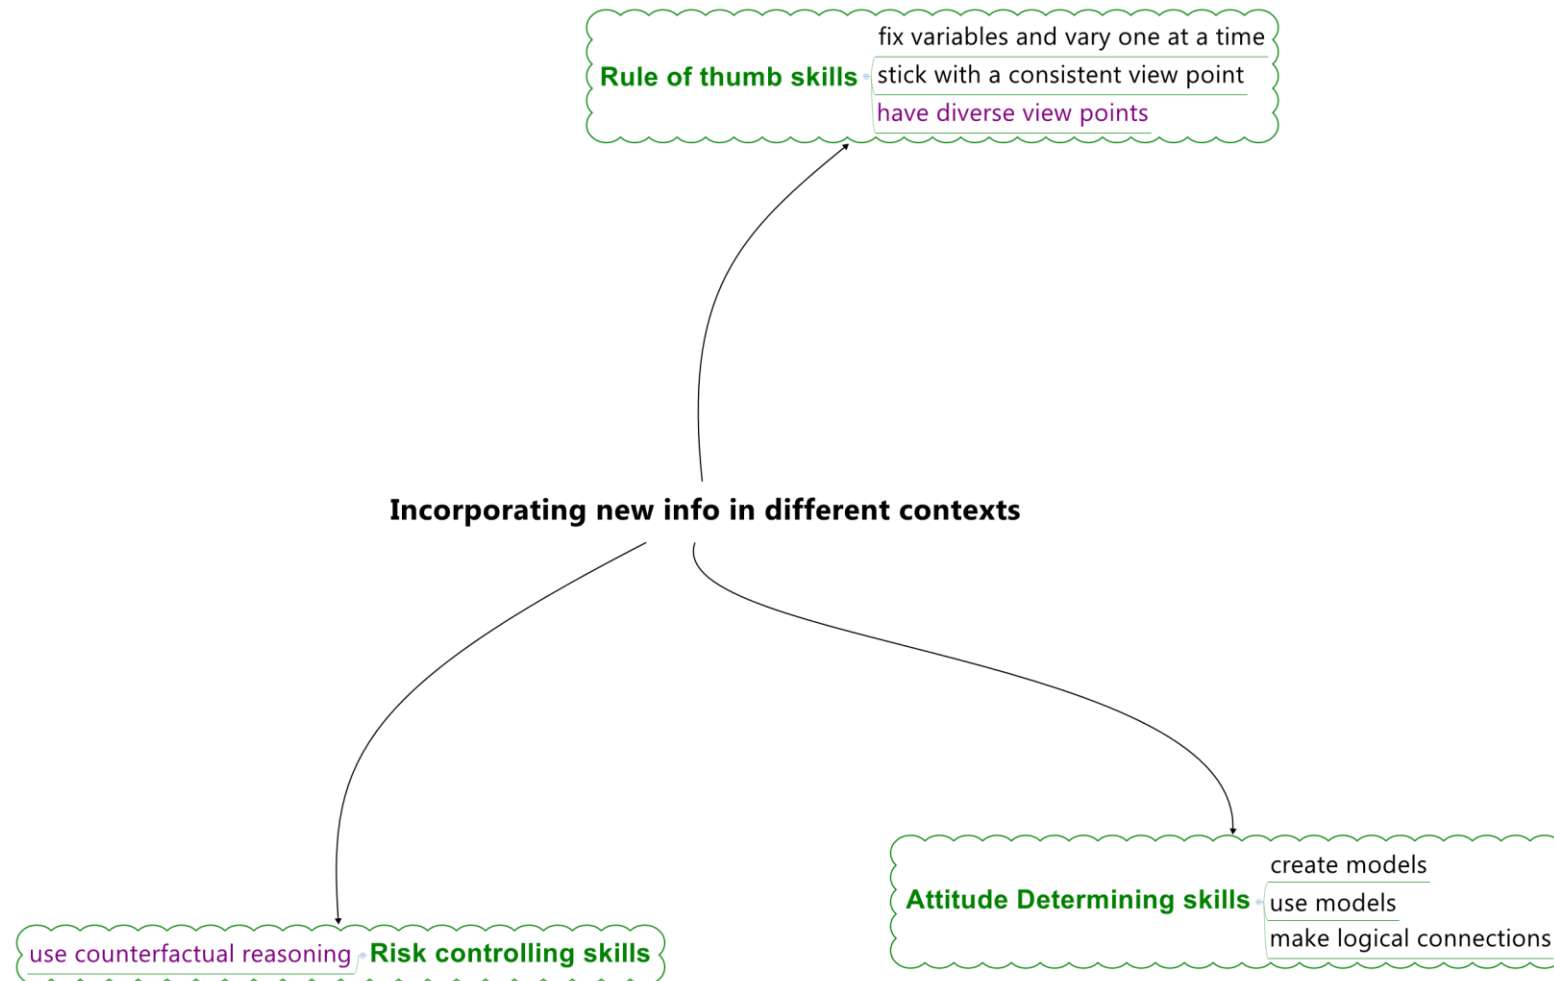 fix variables and vary one at a time
Rule of thumb skills
stick with a consistent view point
have diverse view points
Incorporating new info in different contexts
create models
Attitude Determining skills
use models
make logical connections
use counterfactual reasoning
Risk controlling skills